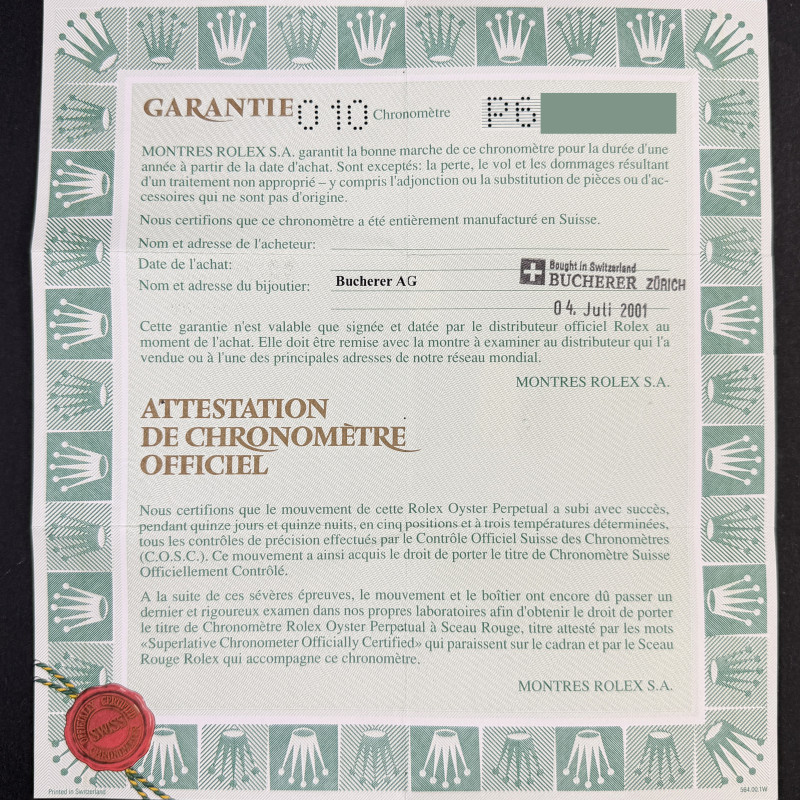 GARANTIE 010 Chronomètre P6
MONTRES ROLEX S.A. garantit la bonne marche de ce chronomètre pour la durée d'une
année à partir de la date d'achat. Sont exceptés: la perte, le vol et les dommages résultant
d'un traitement non approprié – y compris l'adjonction ou la substitution de pièces ou d'ac-
cessoires qui ne sont pas d'origine.
Nous certifions que ce chronomètre a été entièrement manufacturé en Suisse.
Nom et adresse de l'acheteur:
Date de l'achat:
Nom et adresse du bijoutier: Bucherer AG
Bought in Switzerland
BUCHERER ZÜRICH
04. Juli 2001
Cette garantie n'est valable que signée et datée par le distributeur officiel Rolex au
moment de l'achat. Elle doit être remise avec la montre à examiner au distributeur qui l'a
vendue ou à l'une des principales adresses de notre réseau mondial.
MONTRES ROLEX S.A.
ATTESTATION
DE CHRONOMÈTRE
OFFICIEL
Nous certifions que le mouvement de cette Rolex Oyster Perpetual a subi avec succès,
pendant quinze jours et quinze nuits, en cinq positions et à trois températures déterminées,
tous les contrôles de précision effectués par le Contrôle Officiel Suisse des Chronomètres
(C.O.S.C.). Ce mouvement a ainsi acquis le droit de porter le titre de Chronomètre Suisse
Officiellement Contrôlé.
A la suite de ces sévères épreuves, le mouvement et le boîtier ont encore dû passer un
dernier et rigoureux examen dans nos propres laboratoires afin d'obtenir le droit de porter
le titre de Chronomètre Rolex Oyster Perpetual à Sceau Rouge, titre attesté par les mots
«Superlative Chronometer Officially Certified» qui paraissent sur le cadran et par le Sceau
Rouge Rolex qui accompagne ce chronomètre.
MONTRES ROLEX S.A.
OFFICIALLY CERTIFIED
SWISS
CHRONOMETER
Printed in Switzerland
564.00.1W